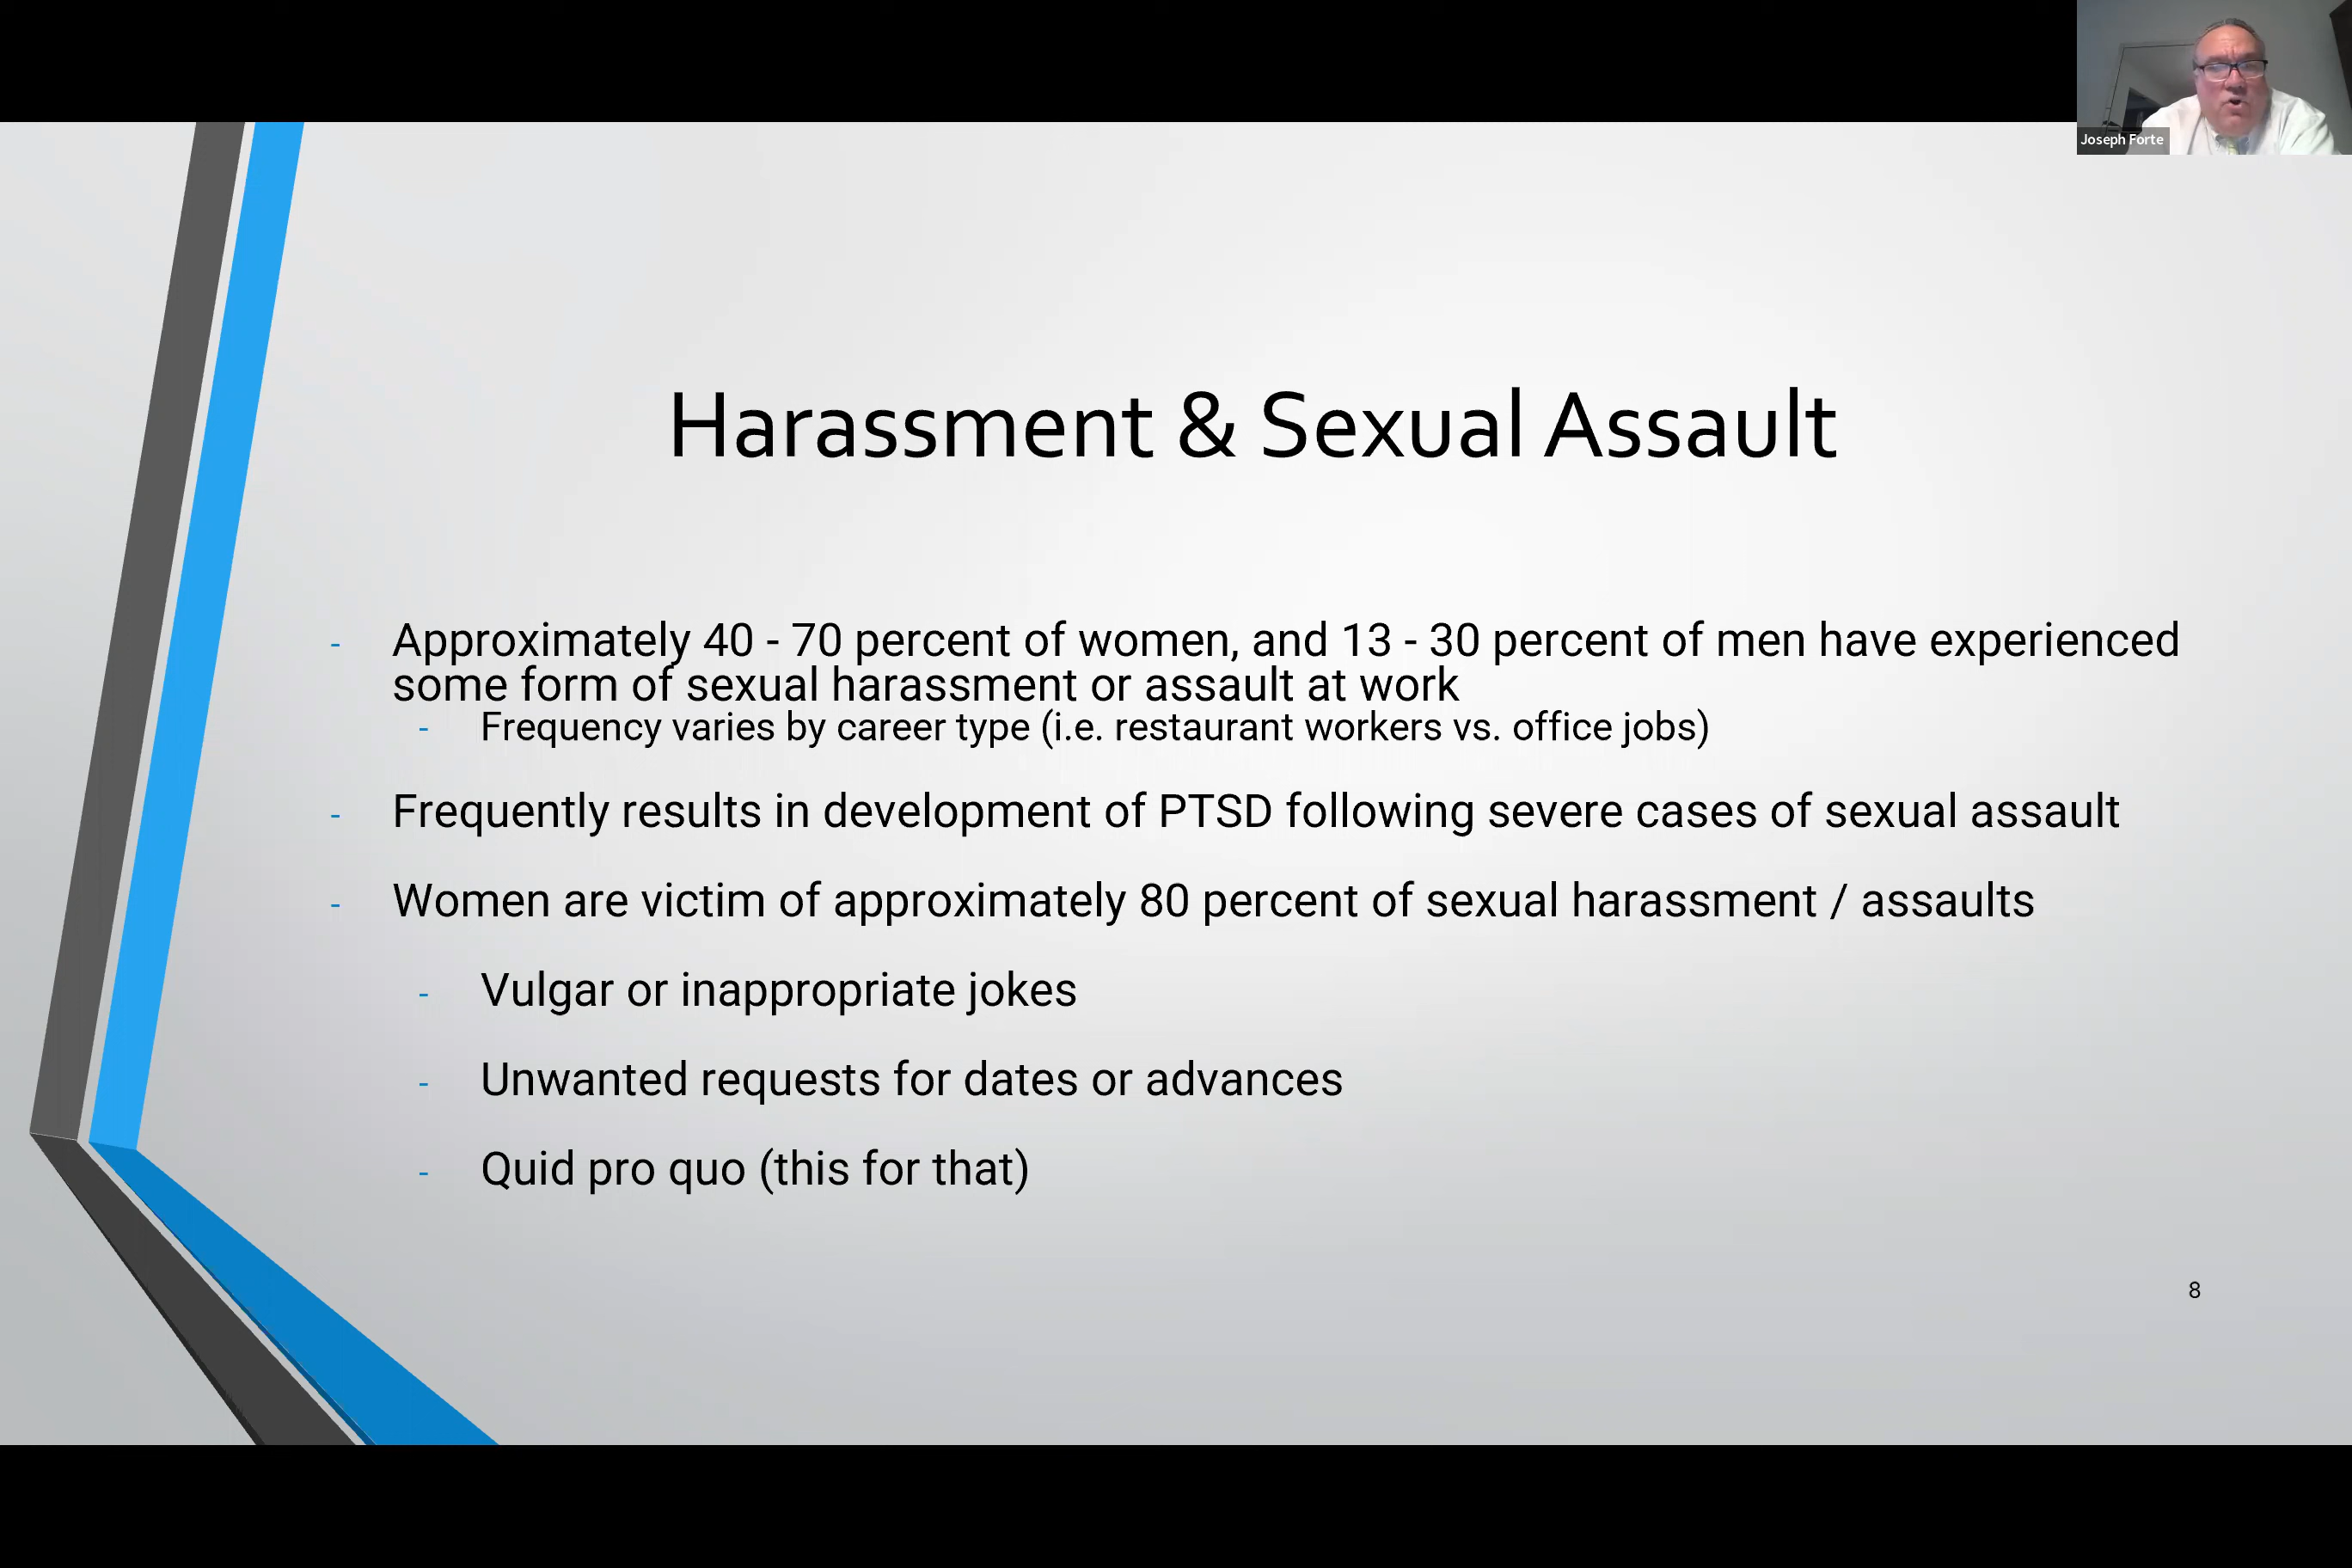 Joseph Forte
Harassment & Sexual Assault
- Approximately 40 - 70 percent of women, and 13 - 30 percent of men have experienced
some form of sexual harassment or assault at work
- Frequency varies by career type (i.e. restaurant workers vs. office jobs)
- Frequently results in development of PTSD following severe cases of sexual assault
- Women are victim of approximately 80 percent of sexual harassment / assaults
- Vulgar or inappropriate jokes
- Unwanted requests for dates or advances
- Quid pro quo (this for that)
8